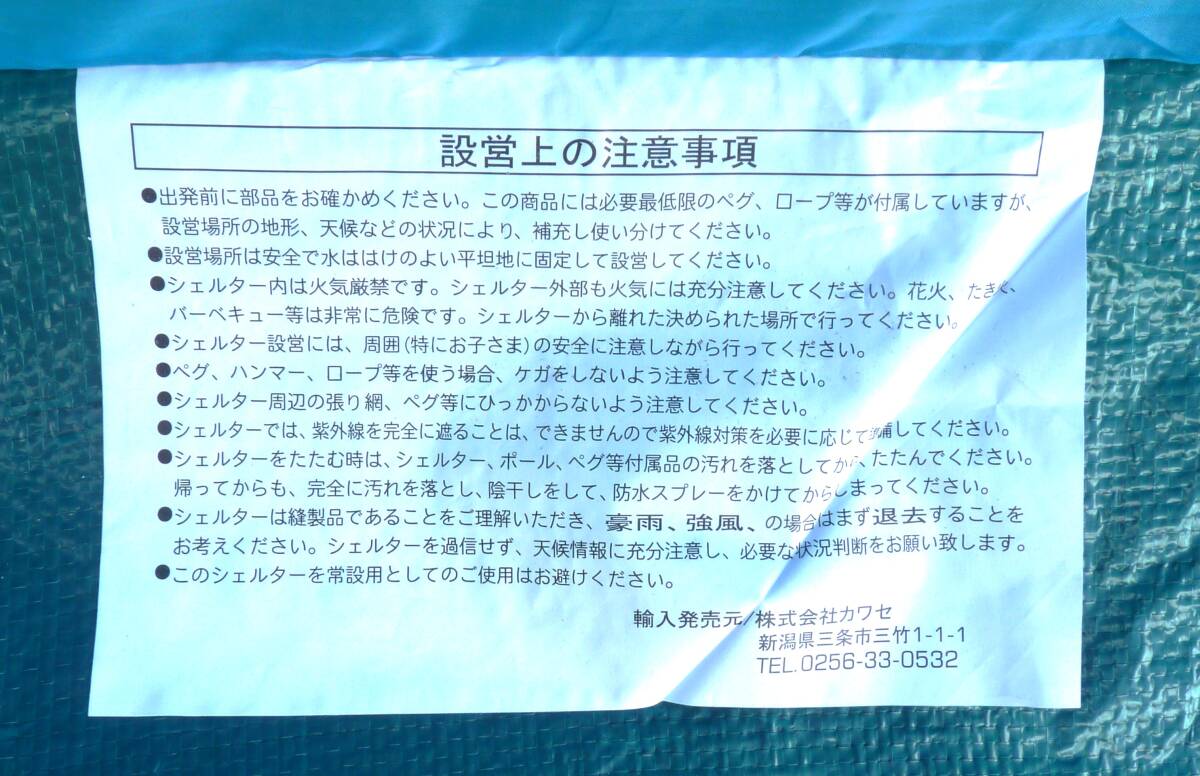 設営上の注意事項
●出発前に部品をお確かめください。この商品には必要最低限のペグ、ロープ等が付属していますが、
設営場所の地形、天候などの状況により、補充し使い分けてください。
●設営場所は安全で水ははけのよい平坦地に固定して設営してください。
●シェルター内は火気厳禁です。シェルター外部も火気には充分注意してください。花火、たきぐ、
バーベキュー等は非常に危険です。シェルターから離れた決められた場所で行ってください。
●シェルター設営には、周囲(特にお子さま)の安全に注意しながら行ってください。
●ペグ、ハンマー、ロープ等を使う場合、ケガをしないよう注意してください。
●シェルター周辺の張り網、ペグ等にひっかからないよう注意してください。
●シェルターでは、紫外線を完全に遮ることは、できませんので紫外線対策を必要に応じて準備してください。
●シェルターをたたむ時は、シェルター、ポール、ペグ等付属品の汚れを落としてから、たたんでください。
帰ってからも、完全に汚れを落とし、陰干しをして、防水スプレーをかけてからしまってください。
●シェルターは縫製品であることをご理解いただき、豪雨、強風、の場合はまず退去することを
お考えください。シェルターを過信せず、天候情報に充分注意し、必要な状況判断をお願い致します。
●このシェルターを常設用としてのご使用はお避けください。
輸入発売元/株式会社カワセ
新潟県三条市三竹1-1-1
TEL.0256-33-0532